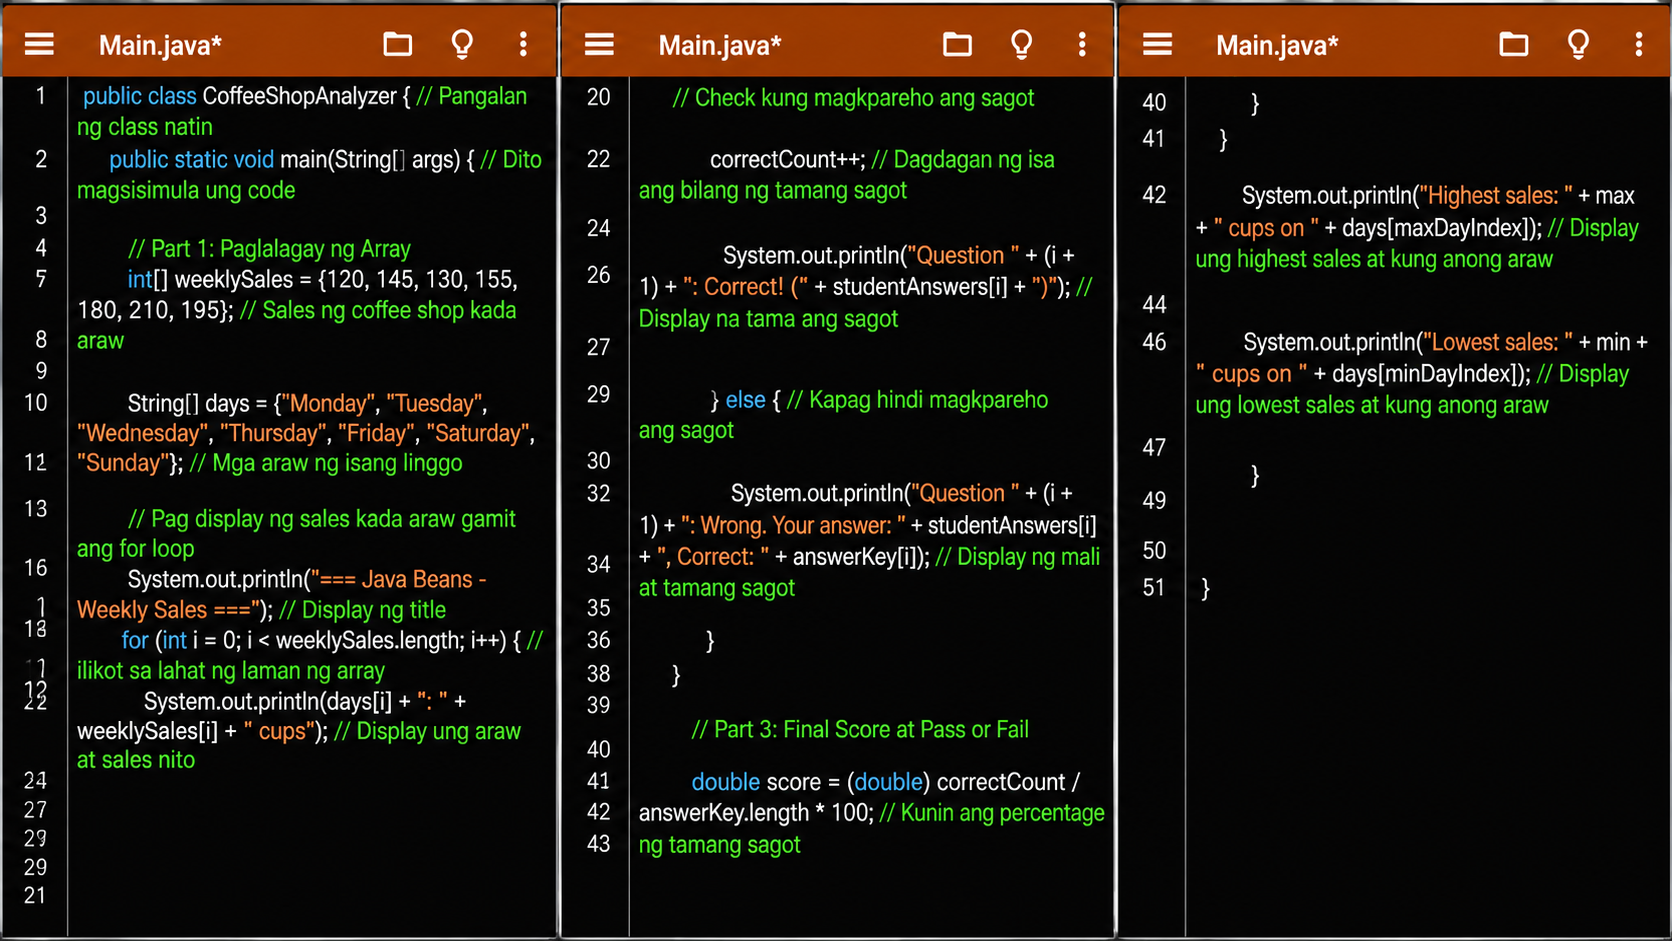 Main.java*
1 public class CoffeeShopAnalyzer { // Pangalan
ng class natin
2 public static void main(String[] args) { // Dito
magsisimula ung code
3
4 // Part 1: Paglalagay ng Array
7 int[] weeklySales = {120, 145, 130, 155,
180, 210, 195}; // Sales ng coffee shop kada
8 araw
9
10 String[] days = {"Monday", "Tuesday",
"Wednesday", "Thursday", "Friday", "Saturday",
11 "Sunday"}; // Mga araw ng isang linggo
13 // Pag display ng sales kada araw gamit
ang for loop
16 System.out.println("=== Java Beans -
1 Weekly Sales ==="); // Display ng title
18 for (int i = 0; i < weeklySales.length; i++) { //
11 ilikot sa lahat ng laman ng array
12
22 System.out.println(days[i] + ": " +
weeklySales[i] + " cups"); // Display ung araw
at sales nito
24
27
29
29
21
Main.java*
20 // Check kung magkpareho ang sagot
22 correctCount++; // Dagdagan ng isa
ang bilang ng tamang sagot
24
System.out.println("Question " + (i +
26 1) + ": Correct! (" + studentAnswers[i] + ")"); //
Display na tama ang sagot
27
29 } else { // Kapag hindi magkpareho
ang sagot
30
32 System.out.println("Question " + (i +
1) + ": Wrong. Your answer: " + studentAnswers[i]
34 + ", Correct: " + answerKey[i]); // Display ng mali
at tamang sagot
35
36 }
38 }
39
// Part 3: Final Score at Pass or Fail
40
41 double score = (double) correctCount /
42 answerKey.length * 100; // Kunin ang percentage
43 ng tamang sagot
Main.java*
40 }
41 }
42 System.out.println("Highest sales: " + max
+ " cups on " + days[maxDayIndex]); // Display
ung highest sales at kung anong araw
44
46 System.out.println("Lowest sales: " + min +
" cups on " + days[minDayIndex]); // Display
ung lowest sales at kung anong araw
47
}
49
50
51 }